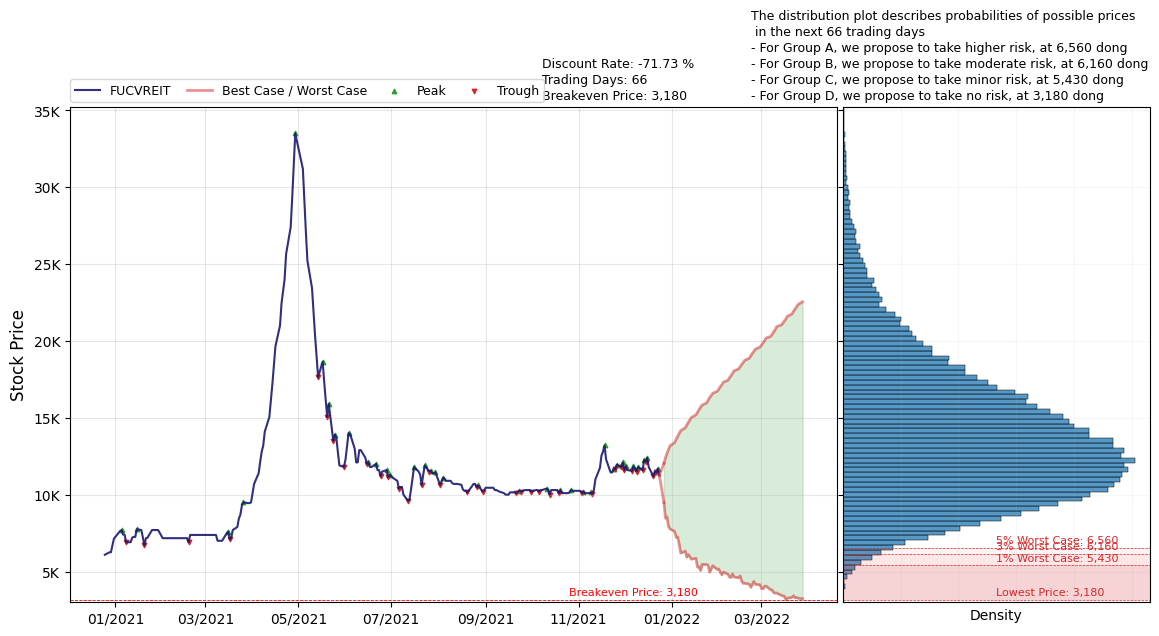 The distribution plot describes probabilities of possible prices
in the next 66 trading days
- For Group A, we propose to take higher risk, at 6,560 dong
- For Group B, we propose to take moderate risk, at 6,160 dong
- For Group C, we propose to take minor risk, at 5,430 dong
- For Group D, we propose to take no risk, at 3,180 dong
Discount Rate: -71.73 %
Trading Days: 66
Breakeven Price: 3,180
FUCVREIT
Best Case / Worst Case
Peak
Trough
Stock Price
35K
30K
25K
20K
15K
10K
5K
01/2021
03/2021
05/2021
07/2021
09/2021
11/2021
01/2022
03/2022
Breakeven Price: 3,180
5% Worst Case: 6,560
3% Worst Case: 6,160
1% Worst Case: 5,430
Lowest Price: 3,180
Density